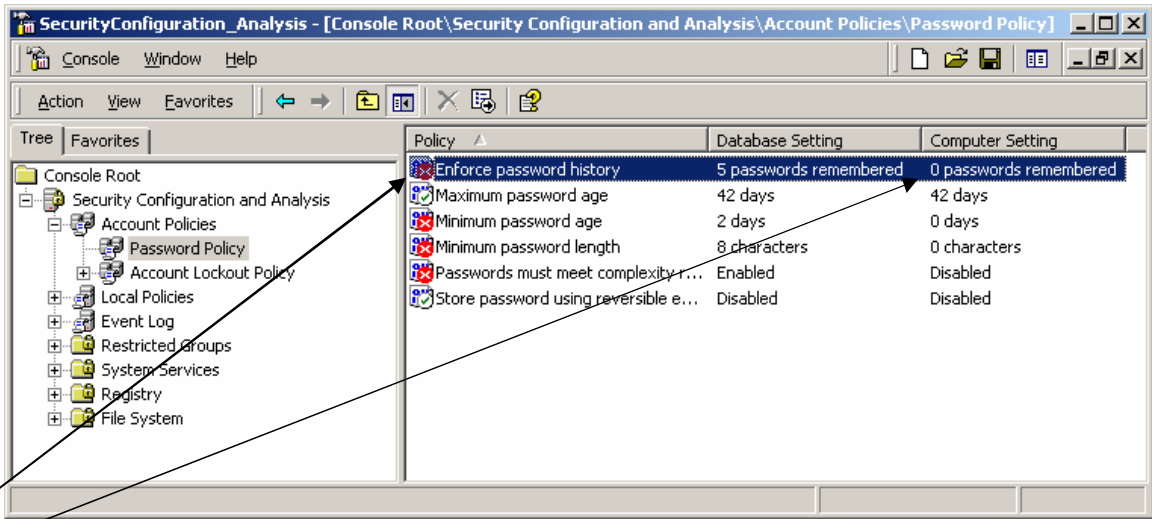 SecurityConfiguration_Analysis - [Console Root\Security Configuration and Analysis\Account Policies\Password Policy]
Console Window Help
Action View Favorites
Tree Favorites
Console Root
Security Configuration and Analysis
Account Policies
Password Policy
Account Lockout Policy
Local Policies
Event Log
Restricted Groups
System Services
Registry
File System
Policy Database Setting Computer Setting
Enforce password history 5 passwords remembered 0 passwords remembered
Maximum password age 42 days 42 days
Minimum password age 2 days 0 days
Minimum password length 8 characters 0 characters
Passwords must meet complexity r... Enabled Disabled
Store password using reversible e... Disabled Disabled